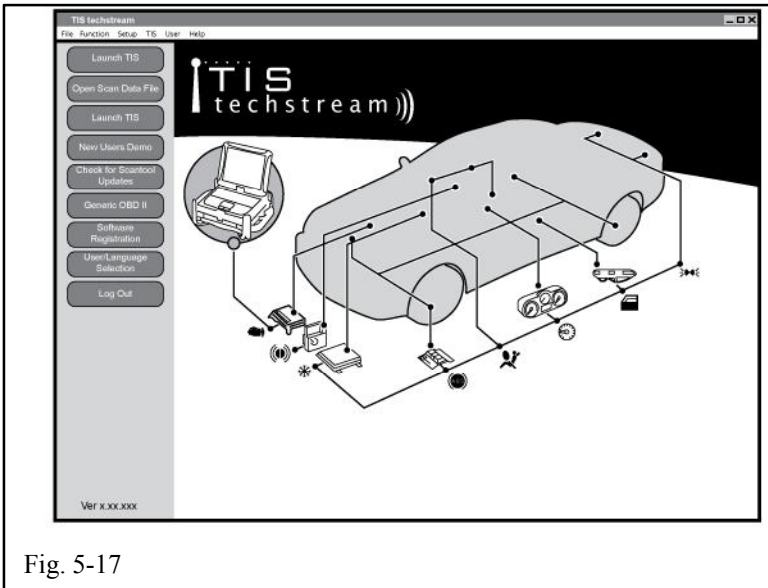 TIS techstream
File Function Setup TIS User Help
Launch TIS
Open Scan Data File
Launch TIS
New Users Demo
Check for Scantool
Updates
Generic OBD II
Software
Registration
User/Language
Selection
Log Out
Ver x.xx.xxx
TIS
techstream
Fig. 5-17